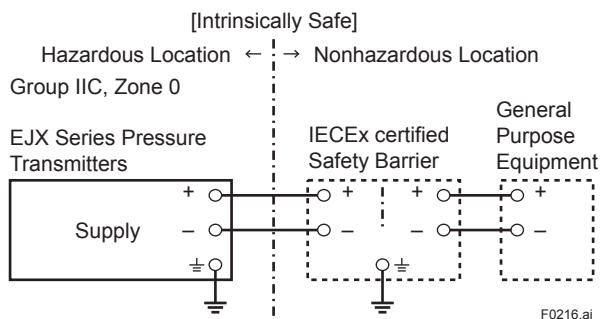 [Intrinsically Safe]
Hazardous Location ← → Nonhazardous Location
Group IIC, Zone 0
EJX Series Pressure
Transmitters
IECEx certified
Safety Barrier
General
Purpose
Equipment
+ + + +
Supply
– – – –
F0216.ai